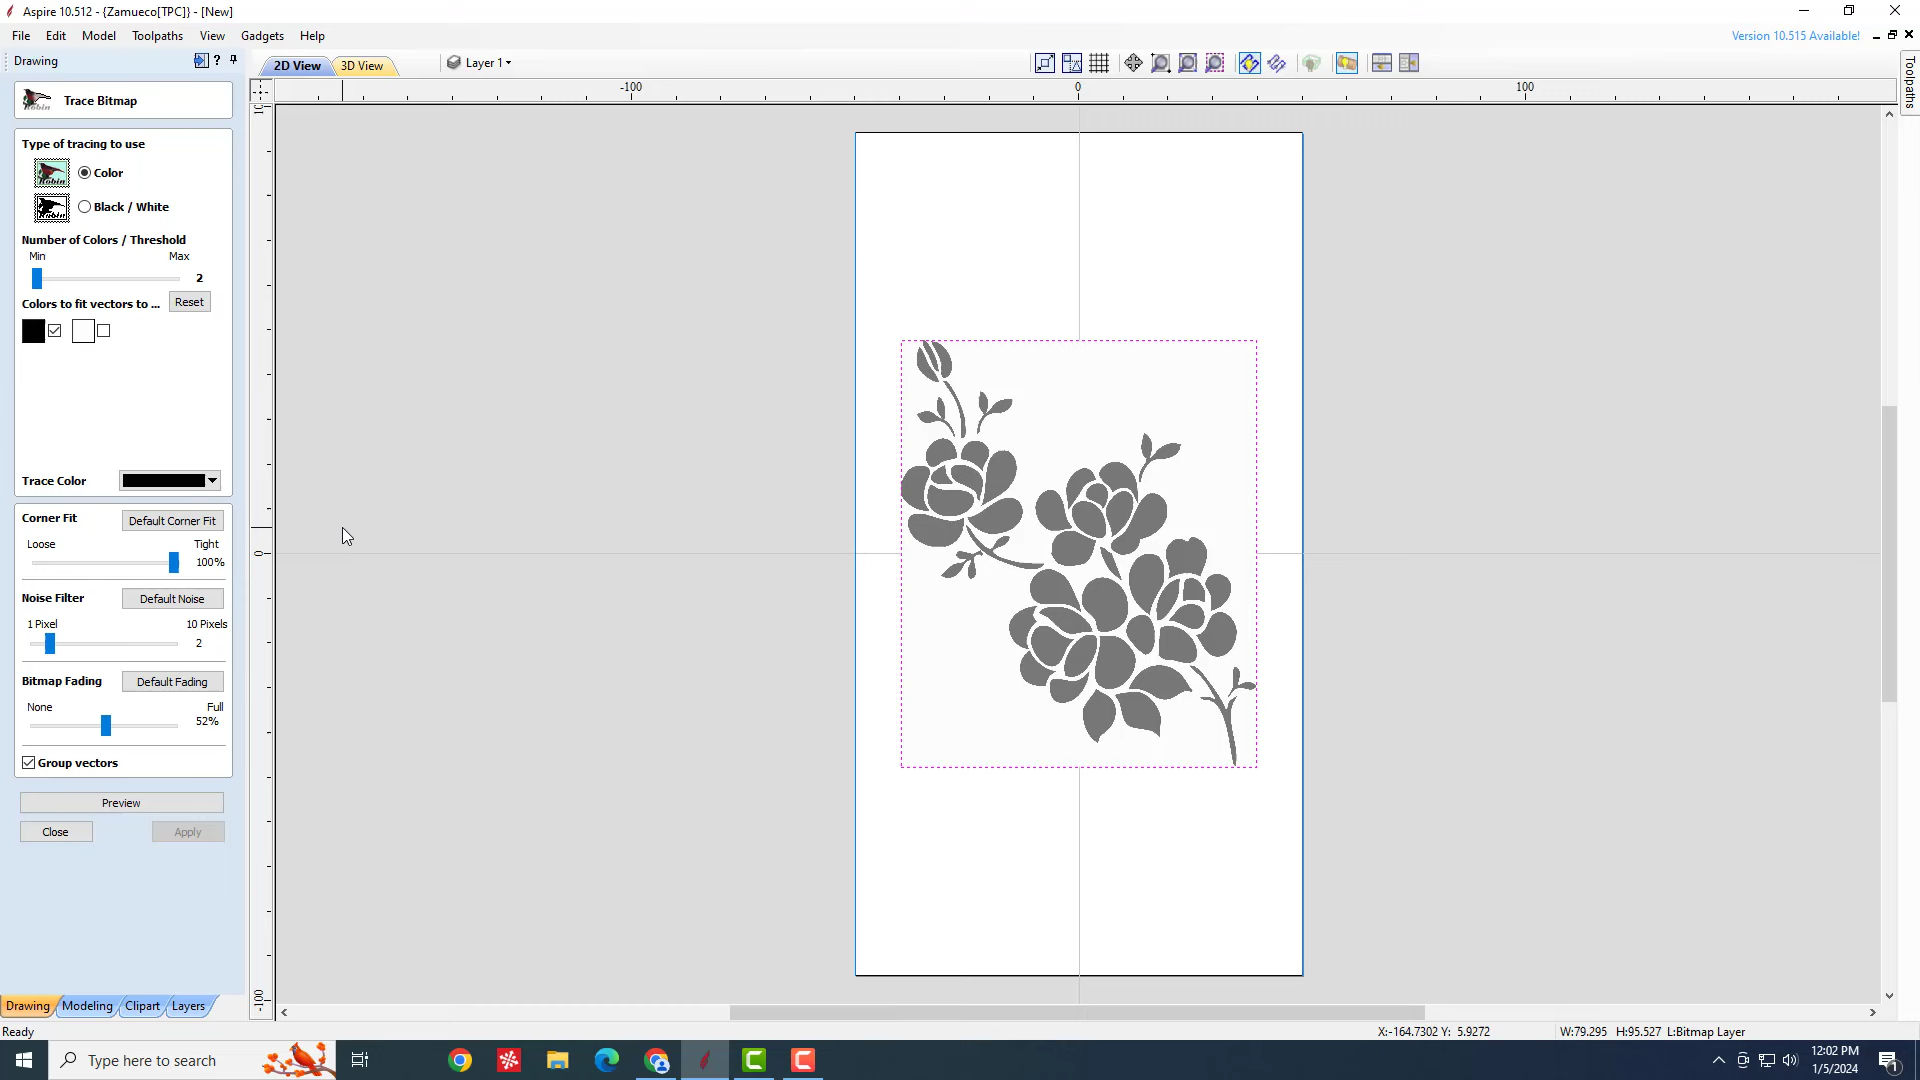 Aspire 10.512 - {Zamueco[TPC]} - [New]
File Edit Model Toolpaths View Gadgets Help
Version 10.515 Available!
Drawing
?
2D View 3D View Layer 1
Toolpaths
Trace Bitmap
-100 0 100
Type of tracing to use
Color
Black / White
Number of Colors / Threshold
Min Max
2
Colors to fit vectors to ... Reset
Trace Color
Corner Fit Default Corner Fit
Loose Tight
100%
0
Noise Filter Default Noise
1 Pixel 10 Pixels
2
Bitmap Fading Default Fading
None Full
52%
Group vectors
Preview
Close Apply
-100
Drawing Modeling Clipart Layers
Ready
X:-164.7302 Y: 5.9272
W:79.295 H:95.527 L:Bitmap Layer
Type here to search
12:02 PM
1/5/2024
1